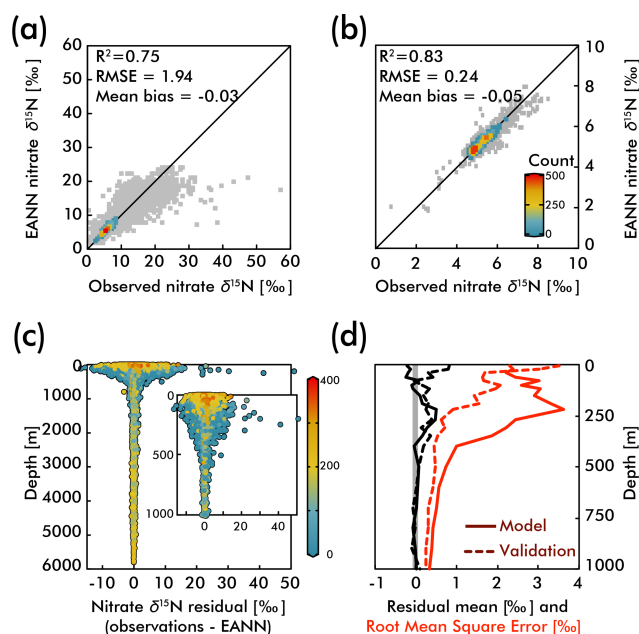 (a)
60
50
40
30
20
10
0
R²=0.75
RMSE = 1.94
Mean bias = -0.03
EANN nitrate δ¹⁵N [‰]
0 10 20 30 40 50 60
Observed nitrate δ¹⁵N [‰]
(b)
10
8
6
4
2
0
R²=0.83
RMSE = 0.24
Mean bias = -0.05
Count
500
250
0
EANN nitrate δ¹⁵N [‰]
0 2 4 6 8 10
Observed nitrate δ¹⁵N [‰]
(c)
0
1000
2000
3000
4000
5000
6000
Depth [m]
0
500
1000
0 50
400
300
200
100
0
-10 0 10 20 30 40 50
Nitrate δ¹⁵N residual [‰]
(observations - EANN)
(d)
0
250
500
750
1000
Depth [m]
Model
Validation
-1 0 1 2 3 4
Residual mean [‰] and
Root Mean Square Error [‰]